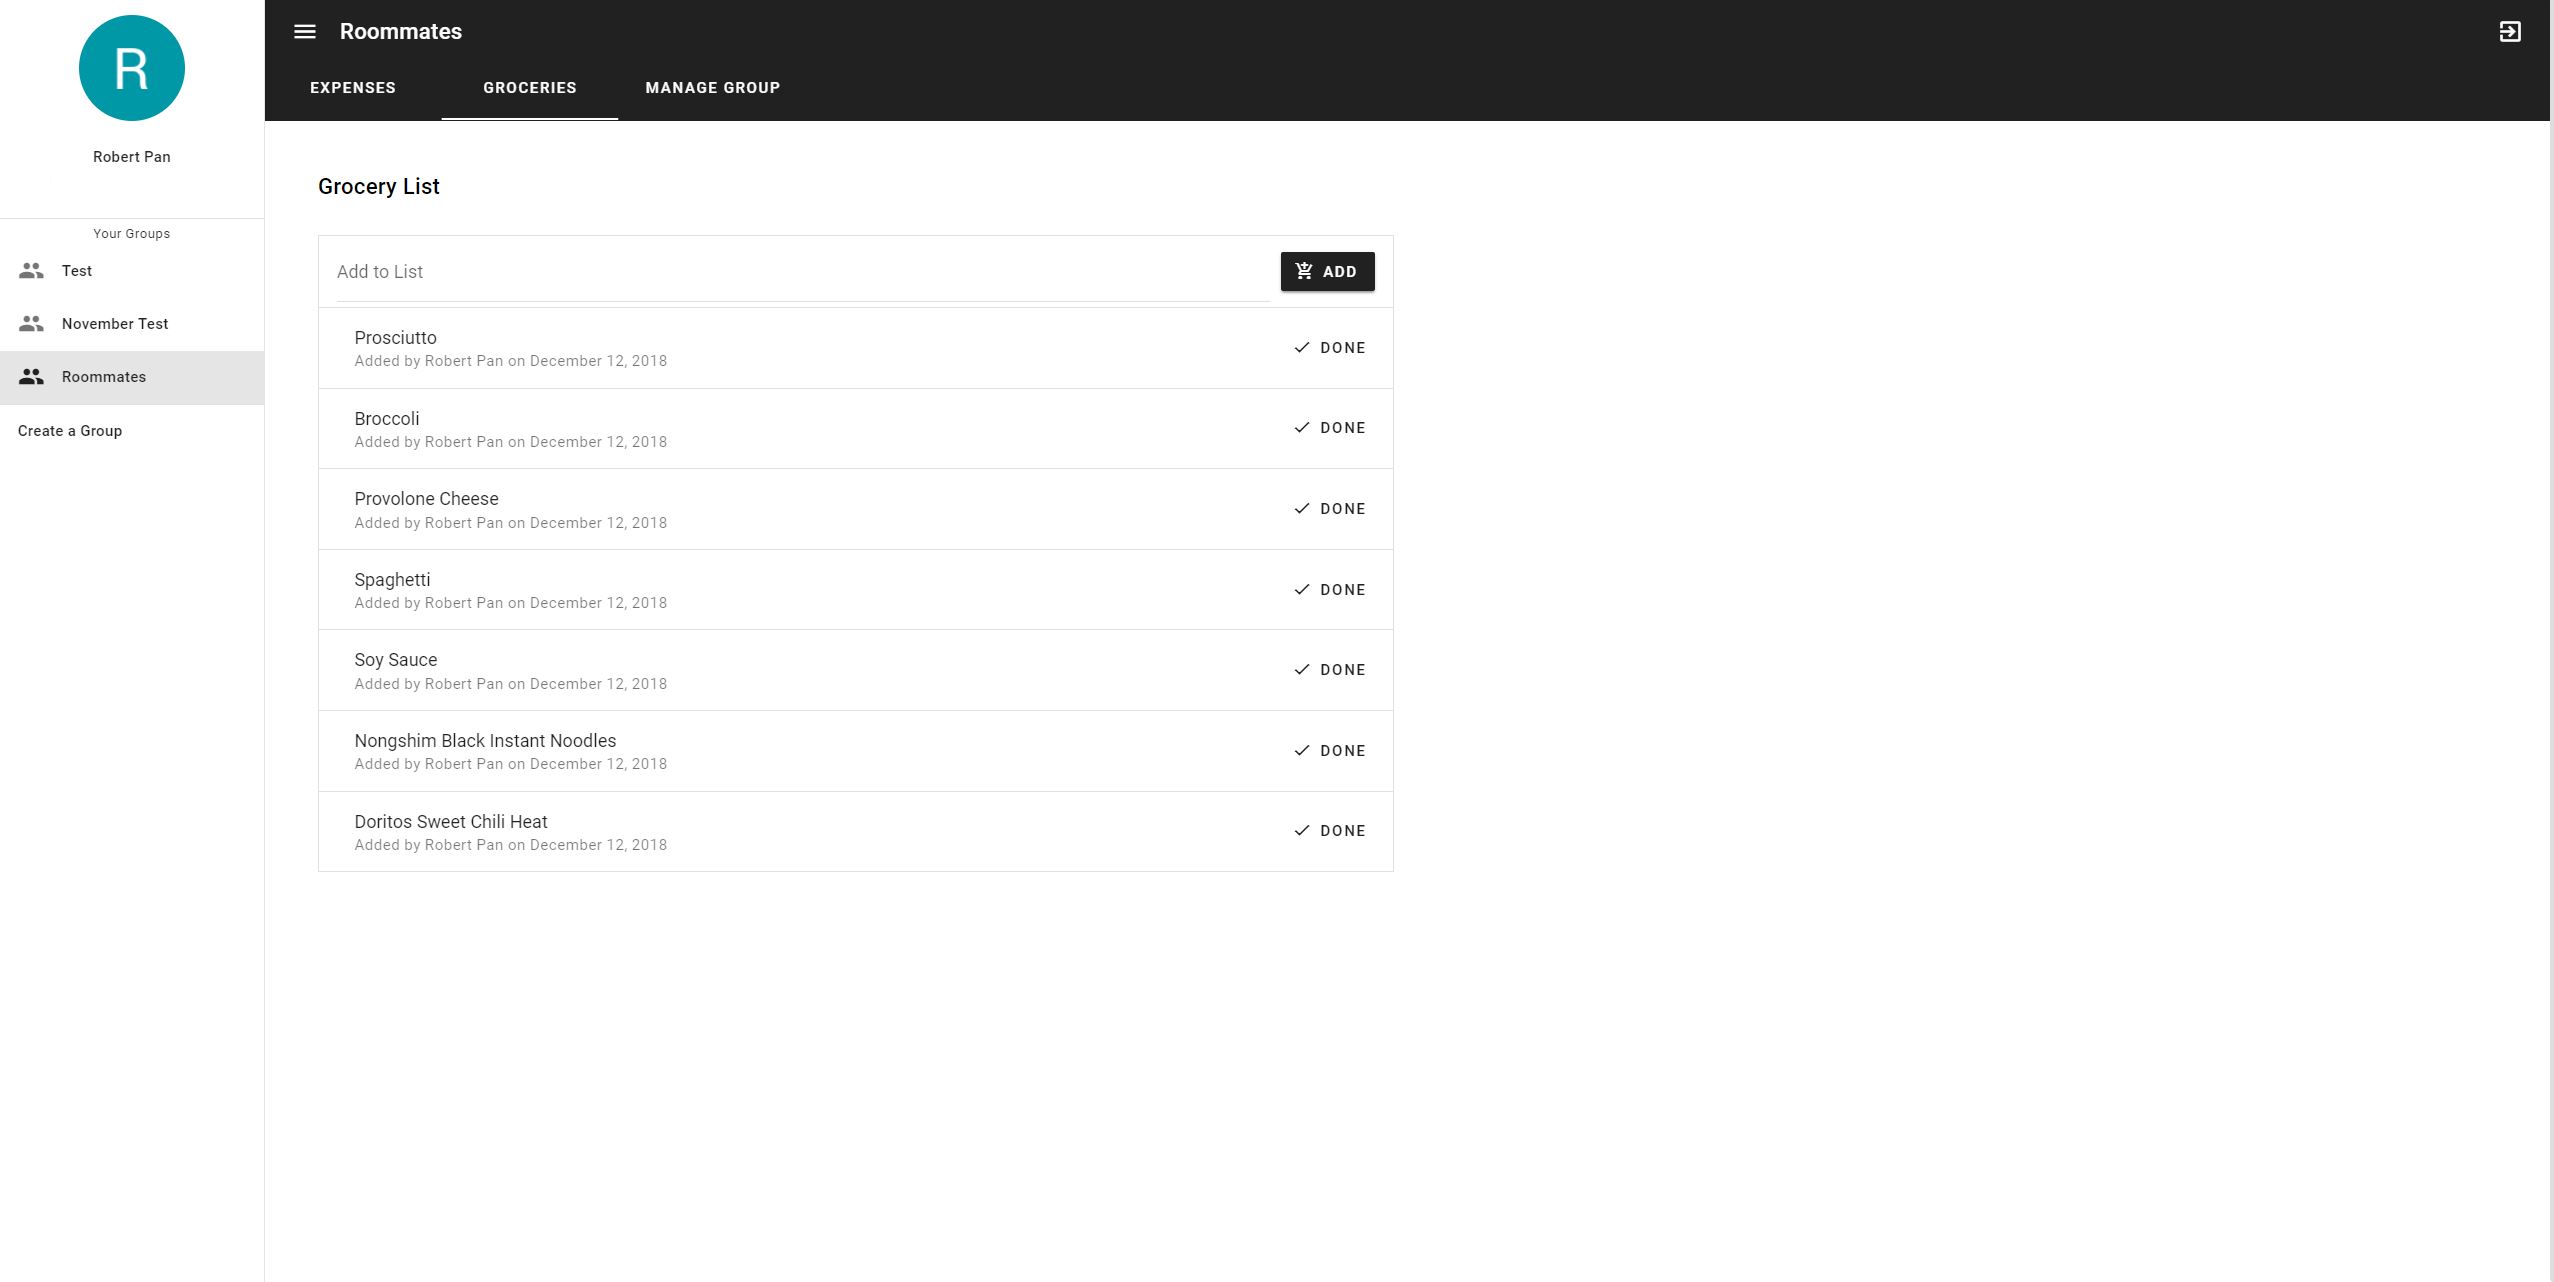 R
Robert Pan
Your Groups
Test
November Test
Roommates
Create a Group
Roommates
EXPENSES GROCERIES MANAGE GROUP
Grocery List
Add to List ADD
Prosciutto
Added by Robert Pan on December 12, 2018
DONE
Broccoli
Added by Robert Pan on December 12, 2018
DONE
Provolone Cheese
Added by Robert Pan on December 12, 2018
DONE
Spaghetti
Added by Robert Pan on December 12, 2018
DONE
Soy Sauce
Added by Robert Pan on December 12, 2018
DONE
Nongshim Black Instant Noodles
Added by Robert Pan on December 12, 2018
DONE
Doritos Sweet Chili Heat
Added by Robert Pan on December 12, 2018
DONE